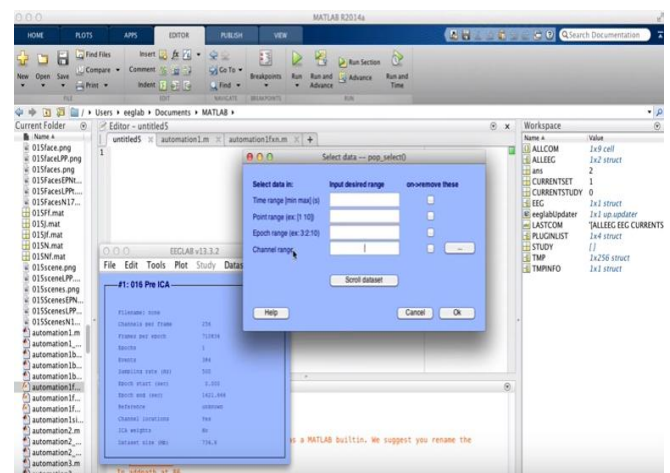 MATLAB R2014a
HOME PLOTS APPS EDITOR PUBLISH VIEW
Search Documentation
New Open Save
Find Files
Compare
Print
Insert
Comment
Indent
Go To
Find
Breakpoints
Run
Run and Advance
Run Section
Advance
Run and Time
FILE EDIT NAVIGATE BREAKPOINTS RUN
Users eeglab Documents MATLAB
Current Folder
Name
015face.png
015FaceLPP.png
015faces.png
015FacesEPNt...
015FacesLPPt....
015FacesN17...
015Ff.mat
015J.mat
015Jf.mat
015N.mat
015Nf.mat
015scene.png
015SceneLPP....
015scenes.png
015ScenesEPN...
015ScenesLPP...
015ScenesN1...
automation1.m
automation1_...
automation1b...
automation1b...
automation1b...
automation1f...
automation1f...
automation1f...
automation1si...
automation2.m
automation2_...
automation2_...
automation3.m
Editor – untitled5
untitled5 automation1.m automation1fxn.m
1
Select data -- pop_select()
Select data in: Input desired range on->remove these
Time range [min max] (s)
Point range (ex: [1 10])
Epoch range (ex: 3:2:10)
Channel range
...
Scroll dataset
Help Cancel Ok
EEGLAB v13.3.2
File Edit Tools Plot Study Datas
#1: 016 Pre ICA
Filename: none
Channels per frame 256
Frames per epoch
Epochs 1
Events 384
Sampling rate (Hz) 500
Epoch start (sec) 0.000
Epoch end (sec)
Reference unknown
Channel locations Yes
ICA weights No
Dataset size (Mb)
as a MATLAB builtin. We suggest you rename the
Workspace
Name Value
ALLCOM 1x9 cell
ALLEEG 1x2 struct
ans 2
CURRENTSET 1
CURRENTSTUDY 0
EEG 1x1 struct
eeglabUpdater 1x1 up.updater
LASTCOM '[ALLEEG EEG CURRENTS
PLUGINLIST 1x4 struct
STUDY []
TMP 1x256 struct
TMPINFO 1x1 struct